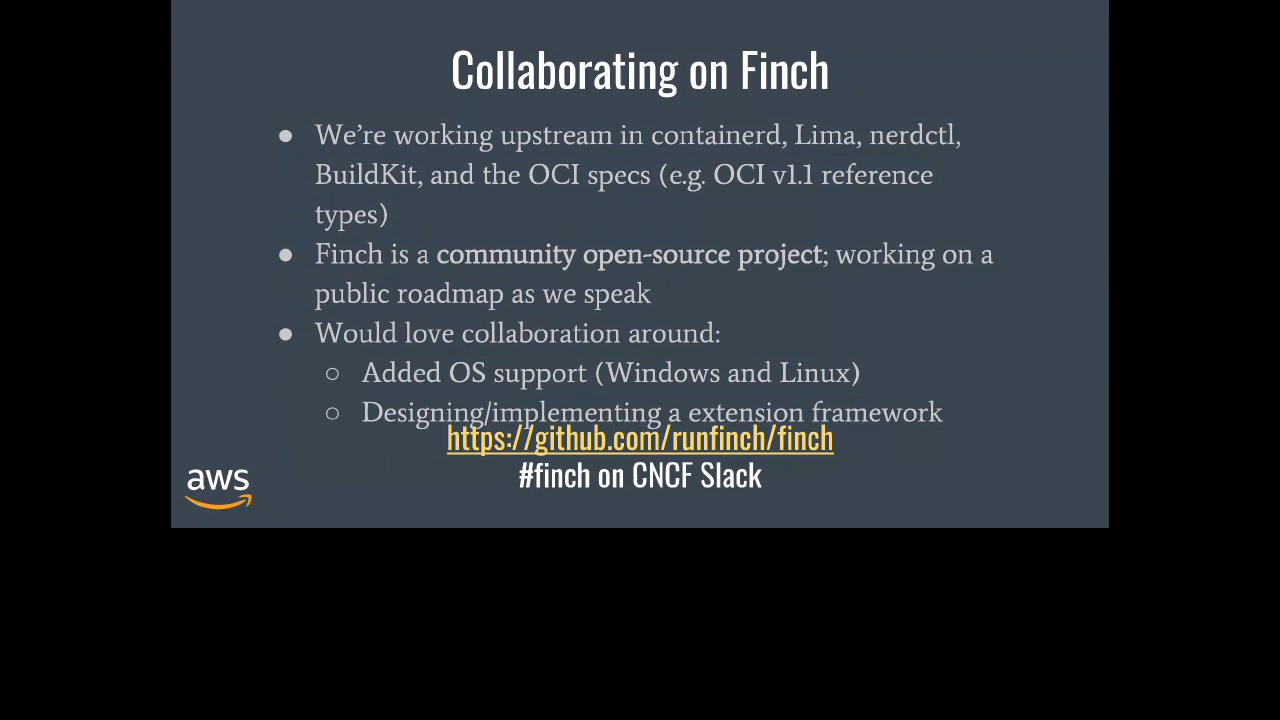 Collaborating on Finch
● We're working upstream in containerd, Lima, nerdctl,
BuildKit, and the OCI specs (e.g. OCI v1.1 reference
types)
● Finch is a community open-source project; working on a
public roadmap as we speak
● Would love collaboration around:
○ Added OS support (Windows and Linux)
○ Designing/implementing a extension framework
https://github.com/runfinch/finch
#finch on CNCF Slack
aws